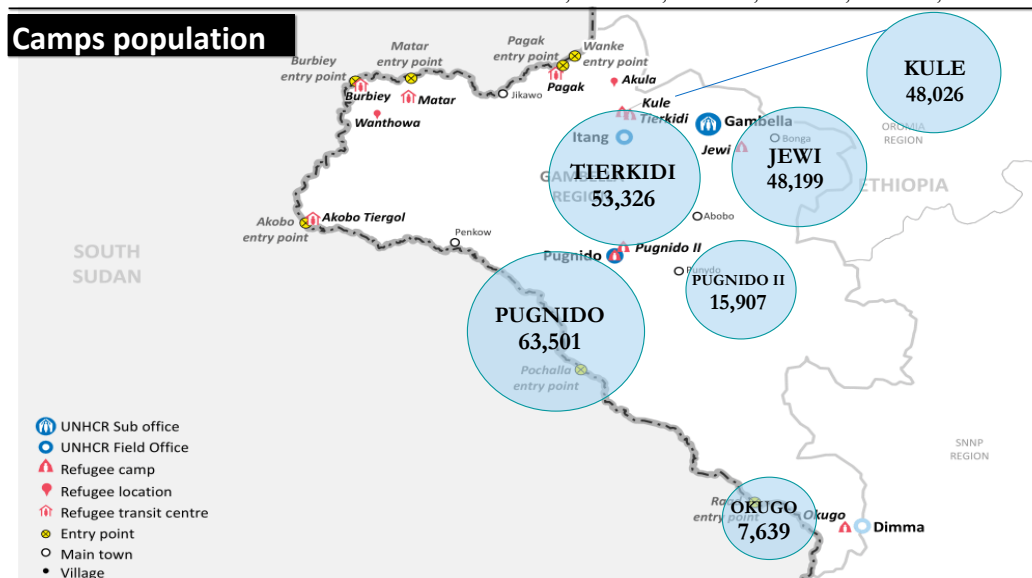 Camps population
Burbiey
entry point
Matar
entry point
Pagak
entry point
Wanke
entry point
KULE
48,026
Burbiey
Matar
Wanthowa
Jikawo
Pagak
Akula
Kule
Tierkidi
Itang
Gambella
Bonga
Jewi
OROMIA
REGION
TIERKIDI
53,326
JEWI
48,199
GAMBELLA
REGION
ETHIOPIA
Akobo
entry point
Akobo Tiergol
Penkow
Abobo
SOUTH
SUDAN
Pugnido
Pugnido II
Punydo
PUGNIDO II
15,907
PUGNIDO
63,501
Pochalla
entry point
UNHCR Sub office
UNHCR Field Office
Refugee camp
Refugee location
Refugee transit centre
Entry point
Main town
Village
SNNP
REGION
entry point
OKUGO
7,639
Okugo
Dimma